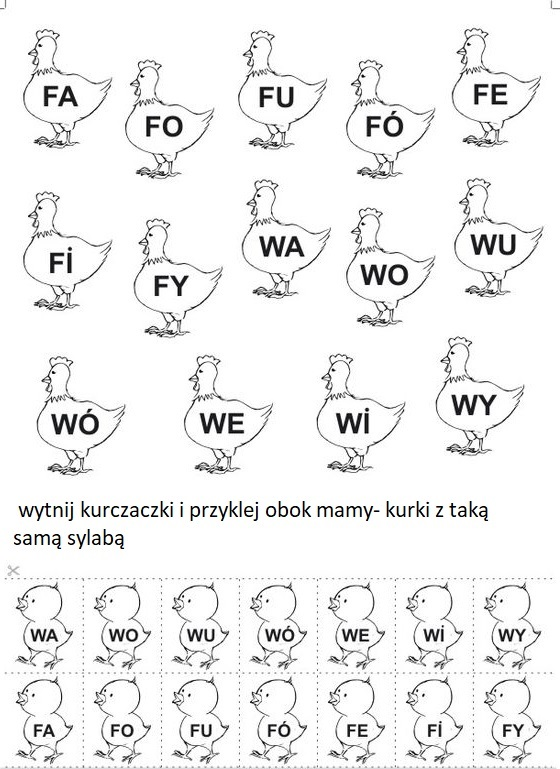 FA
FO
FU
FÓ
FE
Fİ
FY
WA
WO
WU
WÓ
WE
Wİ
WY
wytnij kurczaczki i przyklej obok mamy- kurki z taką
samą sylabą
WA WO WU WÓ WE Wİ WY
FA FO FU FÓ FE Fİ FY